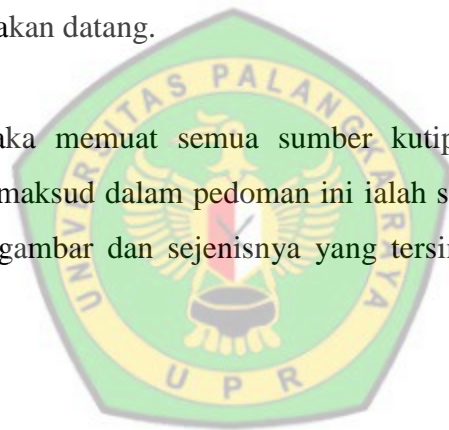 akan datang.
aka memuat semua sumber kutip
maksud dalam pedoman ini ialah s
gambar dan sejenisnya yang tersi
UNIVERSITAS PALANGKARAYA
UPR